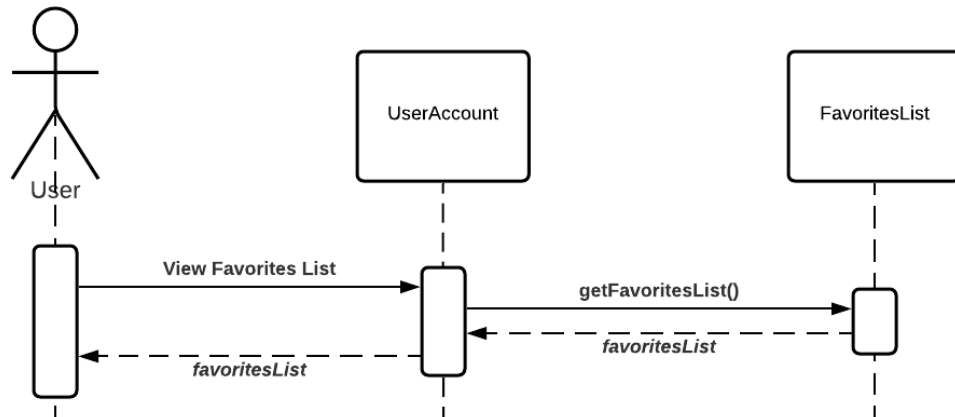 UserAccount
FavoritesList
User
View Favorites List
getFavoritesList()
favoritesList
favoritesList